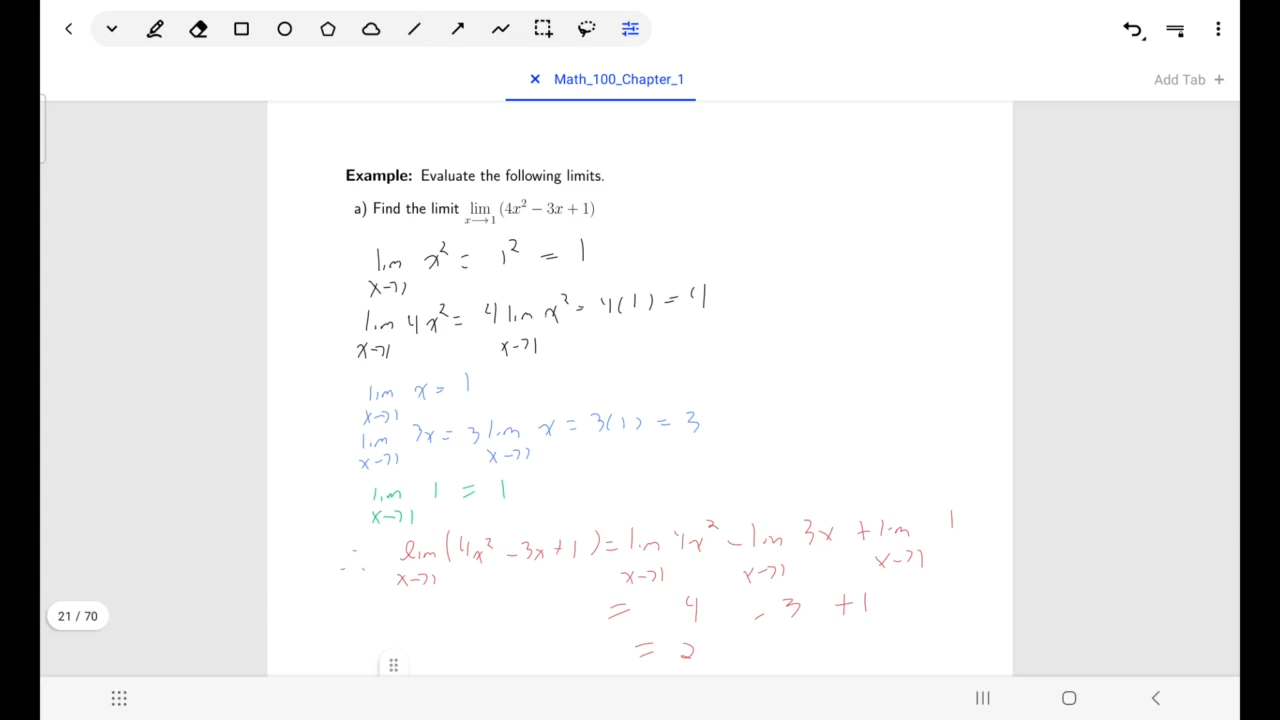 Math_100_Chapter_1
Add Tab +
Example: Evaluate the following limits.
a) Find the limit lim x⟶1 (4x² − 3x + 1)
lim x→1 x² = 1² = 1
lim x→1 4x² = 4 lim x→1 x² = 4(1) = 4
lim x→1 x = 1
lim x→1 3x = 3 lim x→1 x = 3(1) = 3
lim x→1 1 = 1
∴ lim x→1 (4x² − 3x + 1) = lim x→1 4x² − lim x→1 3x + lim x→1 1
= 4 − 3 + 1
= 2
21 / 70